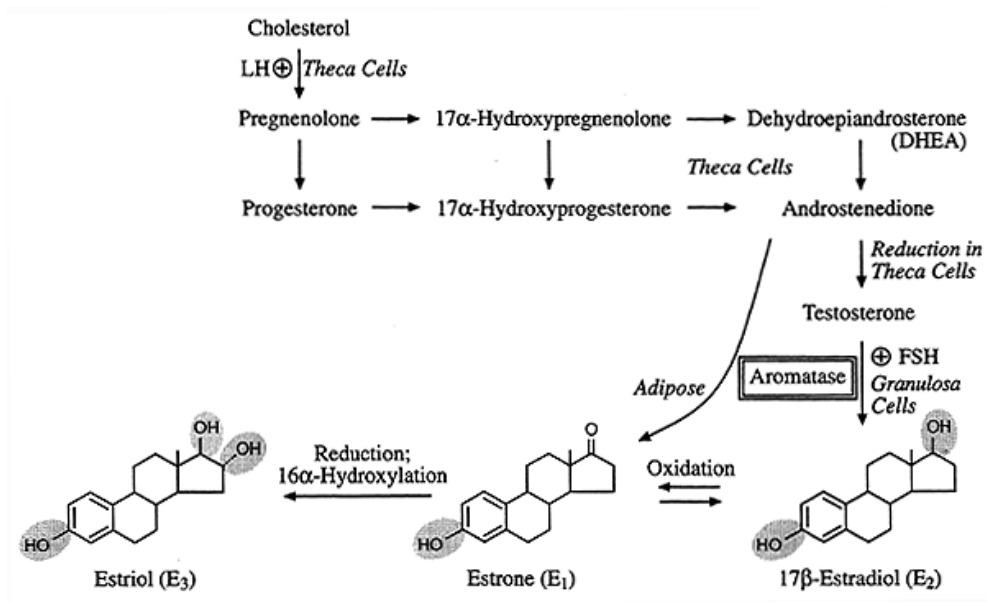 Cholesterol
LH⊕ Theca Cells
Pregnenolone 17α-Hydroxypregnenolone Dehydroepiandrosterone
(DHEA)
Theca Cells
Progesterone 17α-Hydroxyprogesterone Androstenedione
Reduction in
Theca Cells
Testosterone
⊕ FSH
Aromatase
Granulosa
Cells
Adipose
OH
OH
HO
Estriol (E3)
Reduction;
16α-Hydroxylation
O
HO
Estrone (E1)
Oxidation
OH
HO
17β-Estradiol (E2)